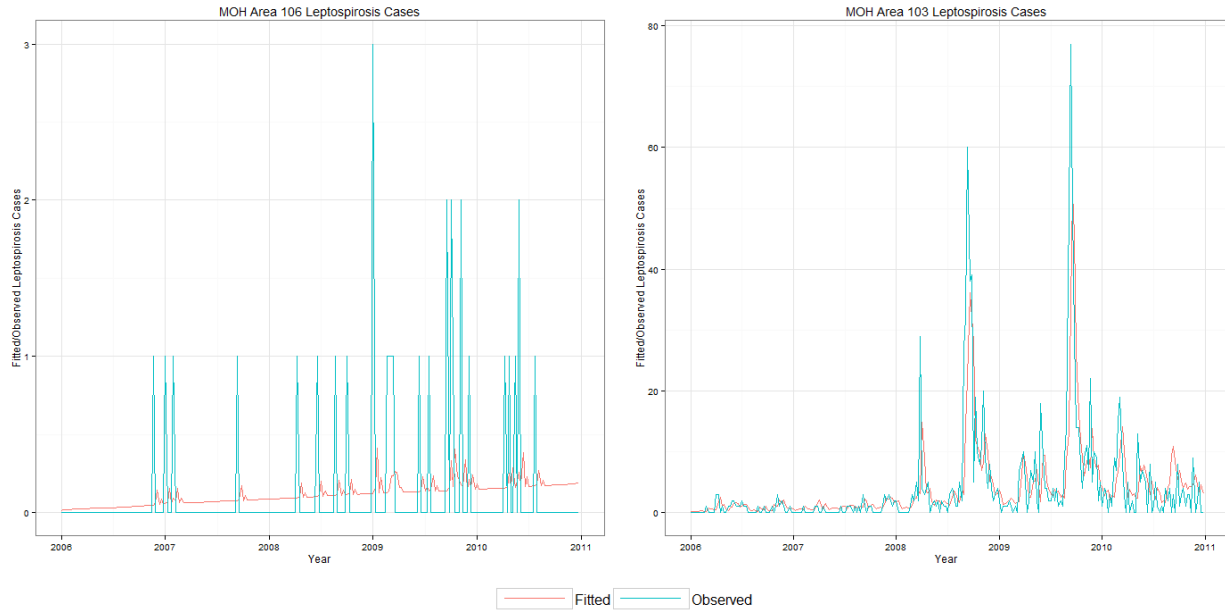 MOH Area 106 Leptospirosis Cases
Fitted/Observed Leptospirosis Cases
3
2
1
0
2006 2007 2008 2009 2010 2011
Year
MOH Area 103 Leptospirosis Cases
Fitted/Observed Leptospirosis Cases
80
60
40
20
0
2006 2007 2008 2009 2010 2011
Year
Fitted Observed